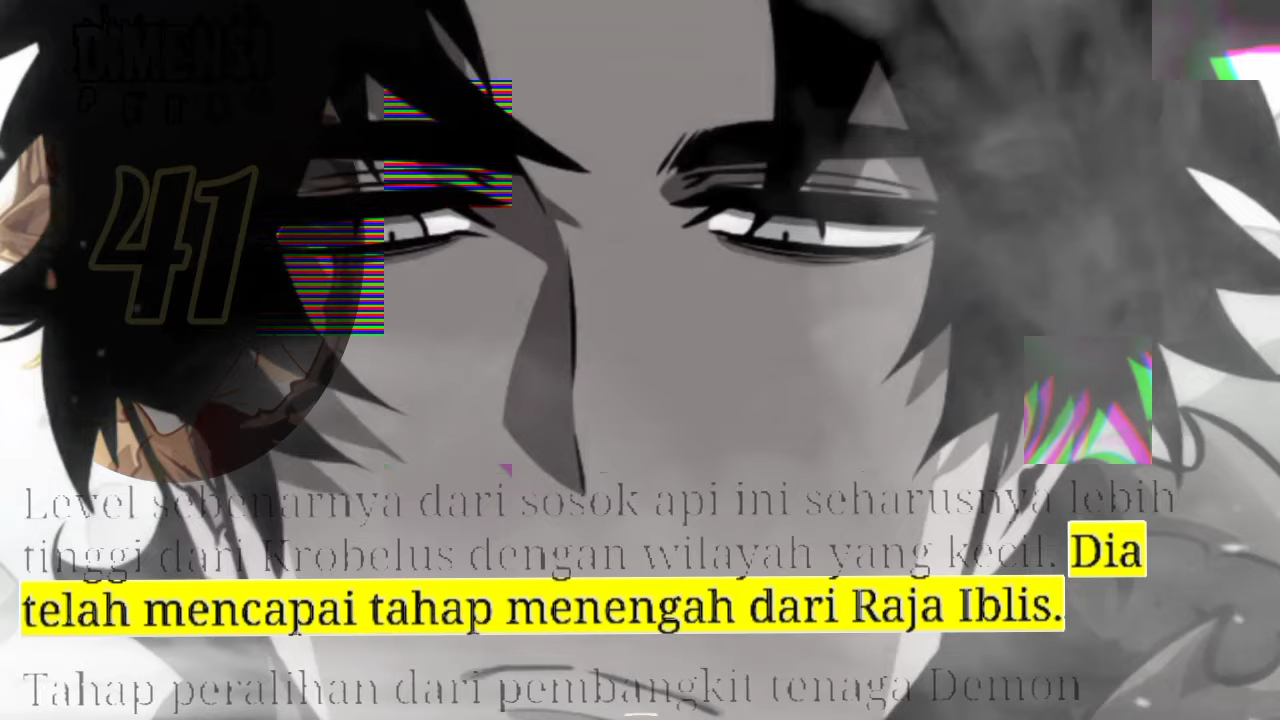 DIMENSI
41
Level sebenarnya dari sosok api ini seharusnya lebih
tinggi dari Krobelus dengan wilayah yang kecil. Dia
telah mencapai tahap menengah dari Raja Iblis.
Tahap peralihan dari pembangkit tenaga Demon